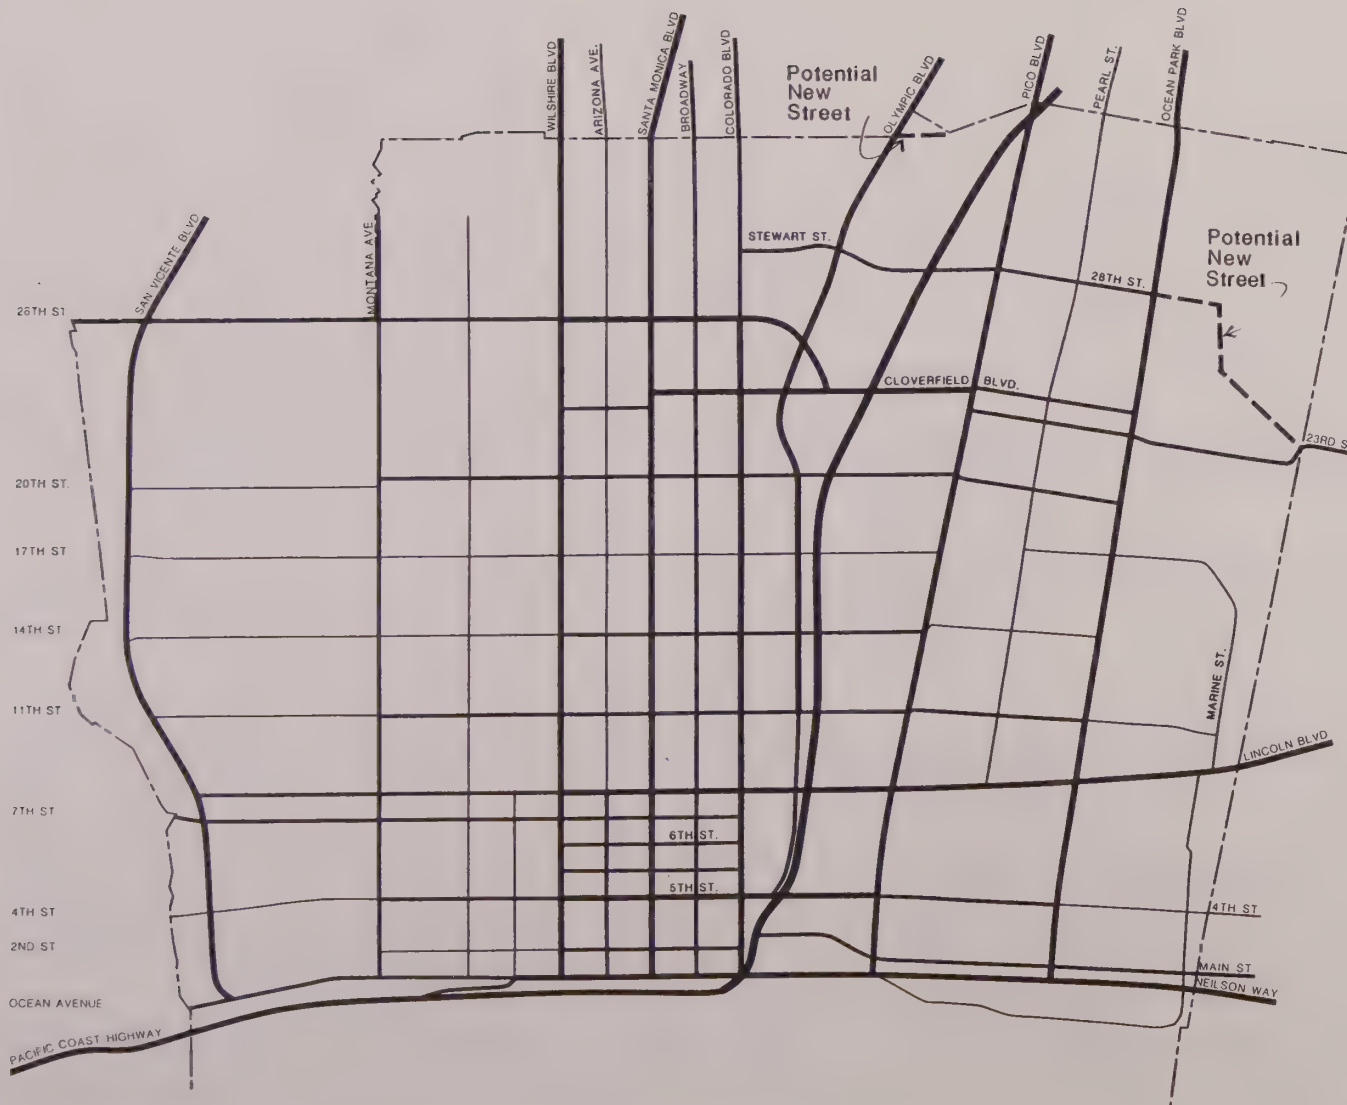 WILSHIRE BLVD
ARIZONA AVE.
SANTA MONICA BLVD
BROADWAY
COLORADO BLVD
Potential
New
Street
OLYMPIC BLVD
PICO BLVD
PEARL ST.
OCEAN PARK BLVD
SAN VICENTE BLVD
MONTANA AVE
STEWART ST.
28TH ST.
Potential
New
Street
26TH ST
CLOVERFIELD BLVD.
23RD S
20TH ST.
17TH ST
14TH ST
11TH ST
MARINE ST.
LINCOLN BLVD
7TH ST
6TH ST.
5TH ST.
4TH ST
4TH ST
2ND ST
MAIN ST
OCEAN AVENUE
NEILSON WAY
PACIFIC COAST HIGHWAY